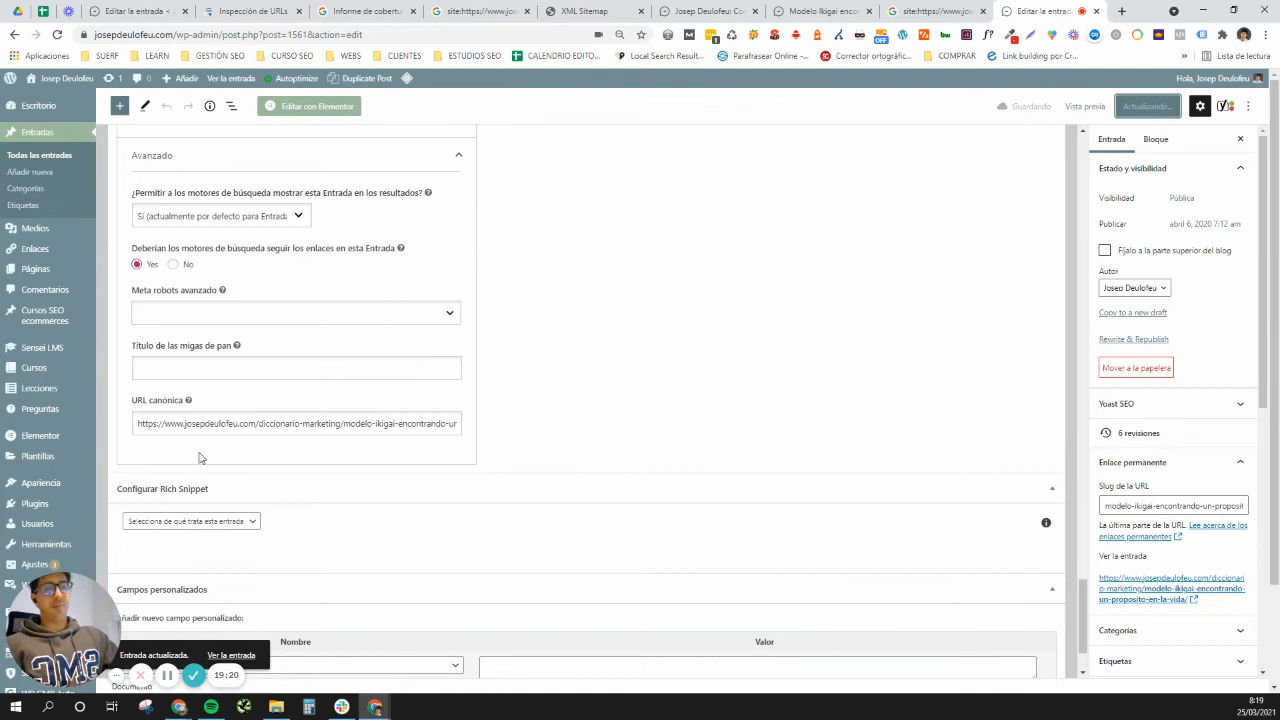 Editar la entrada <
Inspección de URLs
Informe de cobertu
site:https://www.jos
XML Sitemap
Josep Deulofeu: Co
Modelo Ikigai encon
site:https://www.jos
Editar la entrada
josepdeulofeu.com/wp-admin/post.php?post=1561&action=edit
Aplicaciones
SUPER
GESTIÓN SEO
CURSO SEO
WEBS
CLIENTES
ESTUDIOS SEO
CALENDARIO EDITO...
Local Search Resul...
Parafrasear Online...
Corrector ortográfic...
COMPRAR
Link building por Cr...
»
Lista de lectura
Josep Deulofeu
1
0
Añadir
Ver la entrada
Autoptimize
Duplicate Post
Hola, Josep Deulofeu
Escritorio
Entradas
Todas las entradas
Añadir nueva
Categorías
Etiquetas
Medios
Enlaces
Páginas
Comentarios
Cursos SEO
ecommerces
Sensei LMS
Cursos
Lecciones
Preguntas
Elementor
Plantillas
Apariencia
Plugins
Usuarios
Herramientas
Ajustes 1
Editar con Elementor
Guardando
Vista previa
Actualizando...
Avanzado
¿Permitir a los motores de búsqueda mostrar esta Entrada en los resultados?
Sí (actualmente por defecto para Entrada
Deberían los motores de búsqueda seguir los enlaces en esta Entrada
Yes
No
Meta robots avanzado
Título de las migas de pan
URL canónica
https://www.josepdeulofeu.com/diccionario-marketing/modelo-ikigai-encontrando-ur
Configurar Rich Snippet
Selecciona de qué trata esta entrada
Campos personalizados
Añadir nuevo campo personalizado:
Nombre
Valor
Entrada actualizada.
Ver la entrada
19:20
Documento
Entrada
Bloque
Estado y visibilidad
Visibilidad
Pública
Publicar
abril 6, 2020 7:12 am
Fíjalo a la parte superior del blog
Autor
Josep Deulofeu
Copy to a new draft
Rewrite & Republish
Mover a la papelera
Yoast SEO
6 revisiones
Enlace permanente
Slug de la URL
modelo-ikigai-encontrando-un-proposit
La última parte de la URL. Lee acerca de los
enlaces permanentes
Ver la entrada
https://www.josepdeulofeu.com/diccionari
o-marketing/modelo-ikigai-encontrando-
un-proposito-en-la-vida/
Categorías
Etiquetas
SMC
8:19
25/03/2021